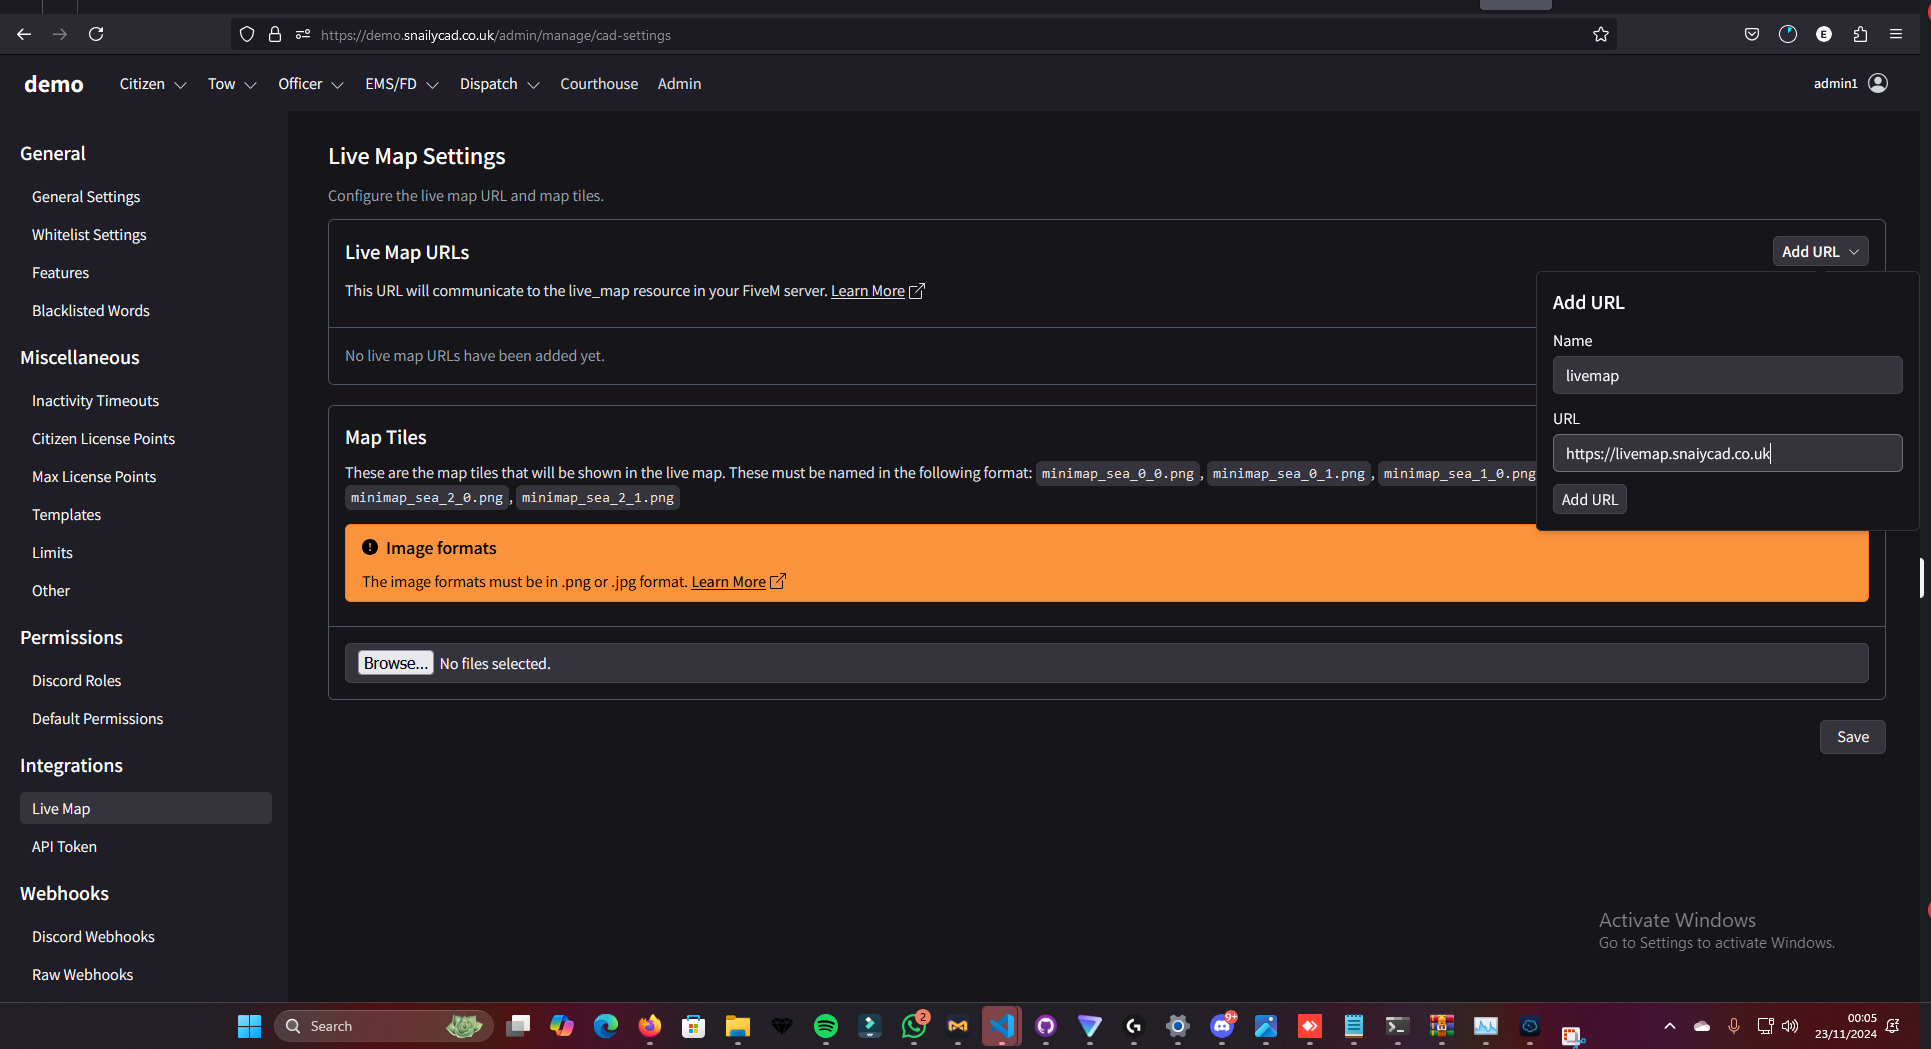 https://demo.snailycad.co.uk/admin/manage/cad-settings
E
demo
Citizen
Tow
Officer
EMS/FD
Dispatch
Courthouse
Admin
admin1
General
General Settings
Whitelist Settings
Features
Blacklisted Words
Miscellaneous
Inactivity Timeouts
Citizen License Points
Max License Points
Templates
Limits
Other
Permissions
Discord Roles
Default Permissions
Integrations
Live Map
API Token
Webhooks
Discord Webhooks
Raw Webhooks
Live Map Settings
Configure the live map URL and map tiles.
Live Map URLs
Add URL
This URL will communicate to the live_map resource in your FiveM server. Learn More
No live map URLs have been added yet.
Add URL
Name
livemap
URL
https://livemap.snaiycad.co.uk
Add URL
Map Tiles
These are the map tiles that will be shown in the live map. These must be named in the following format: minimap_sea_0_0.png , minimap_sea_0_1.png , minimap_sea_1_0.png
minimap_sea_2_0.png , minimap_sea_2_1.png
Image formats
The image formats must be in .png or .jpg format. Learn More
Browse... No files selected.
Save
Activate Windows
Go to Settings to activate Windows.
Search
2
9+
00:05
23/11/2024